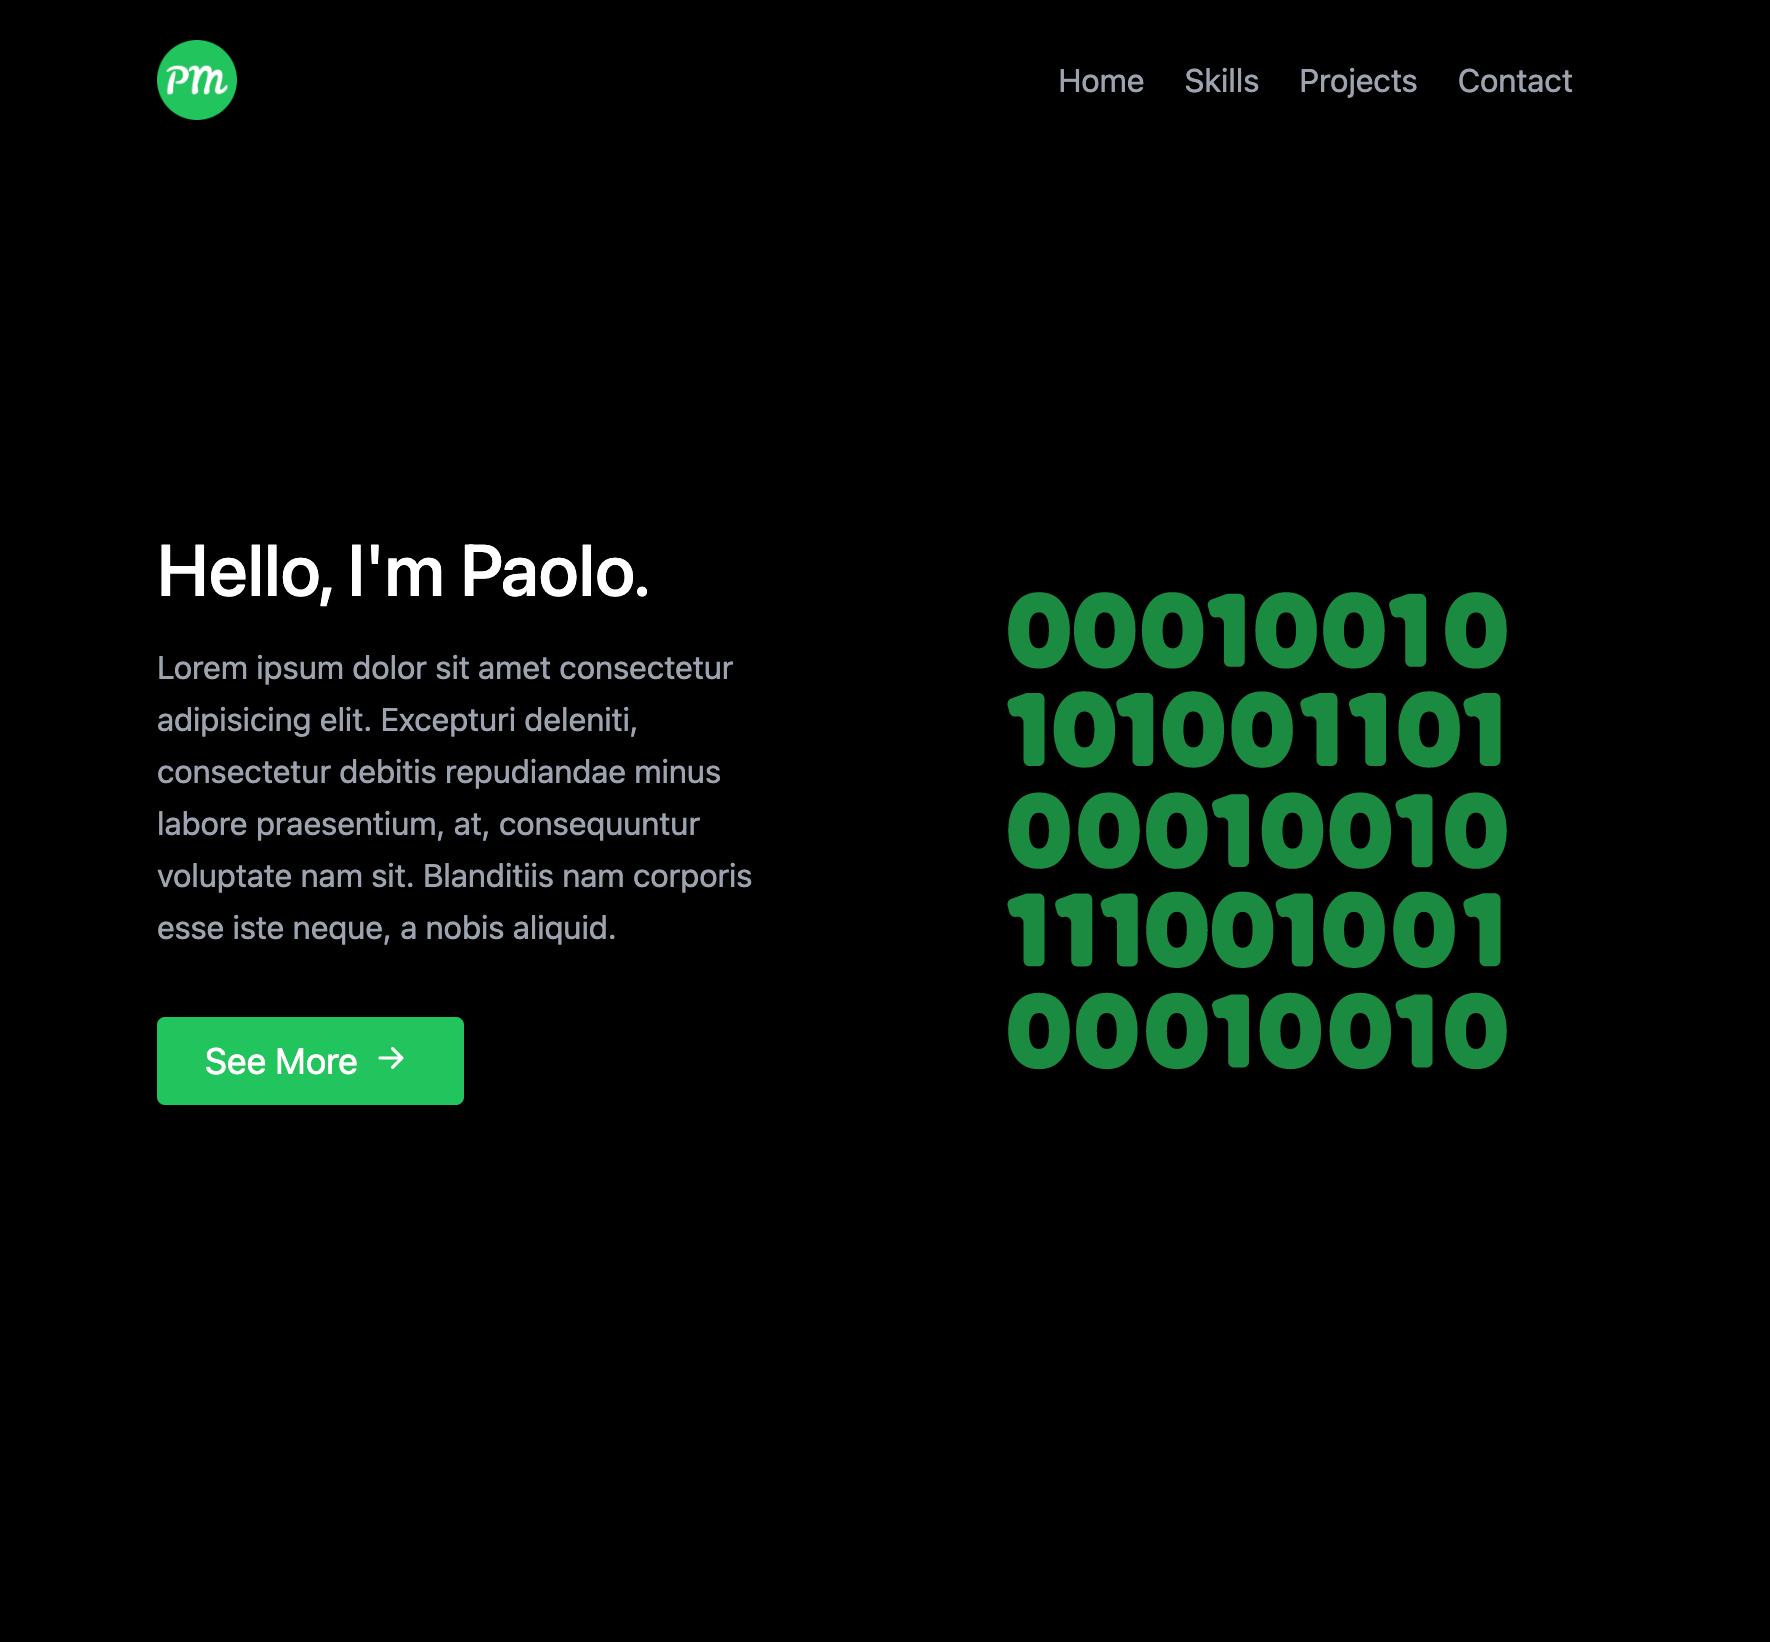 PM
Home Skills Projects Contact
Hello, I'm Paolo.
Lorem ipsum dolor sit amet consectetur
adipisicing elit. Excepturi deleniti,
consectetur debitis repudiandae minus
labore praesentium, at, consequuntur
voluptate nam sit. Blanditiis nam corporis
esse iste neque, a nobis aliquid.
See More →
00010010
1010011101
00010010
111001001
00010010